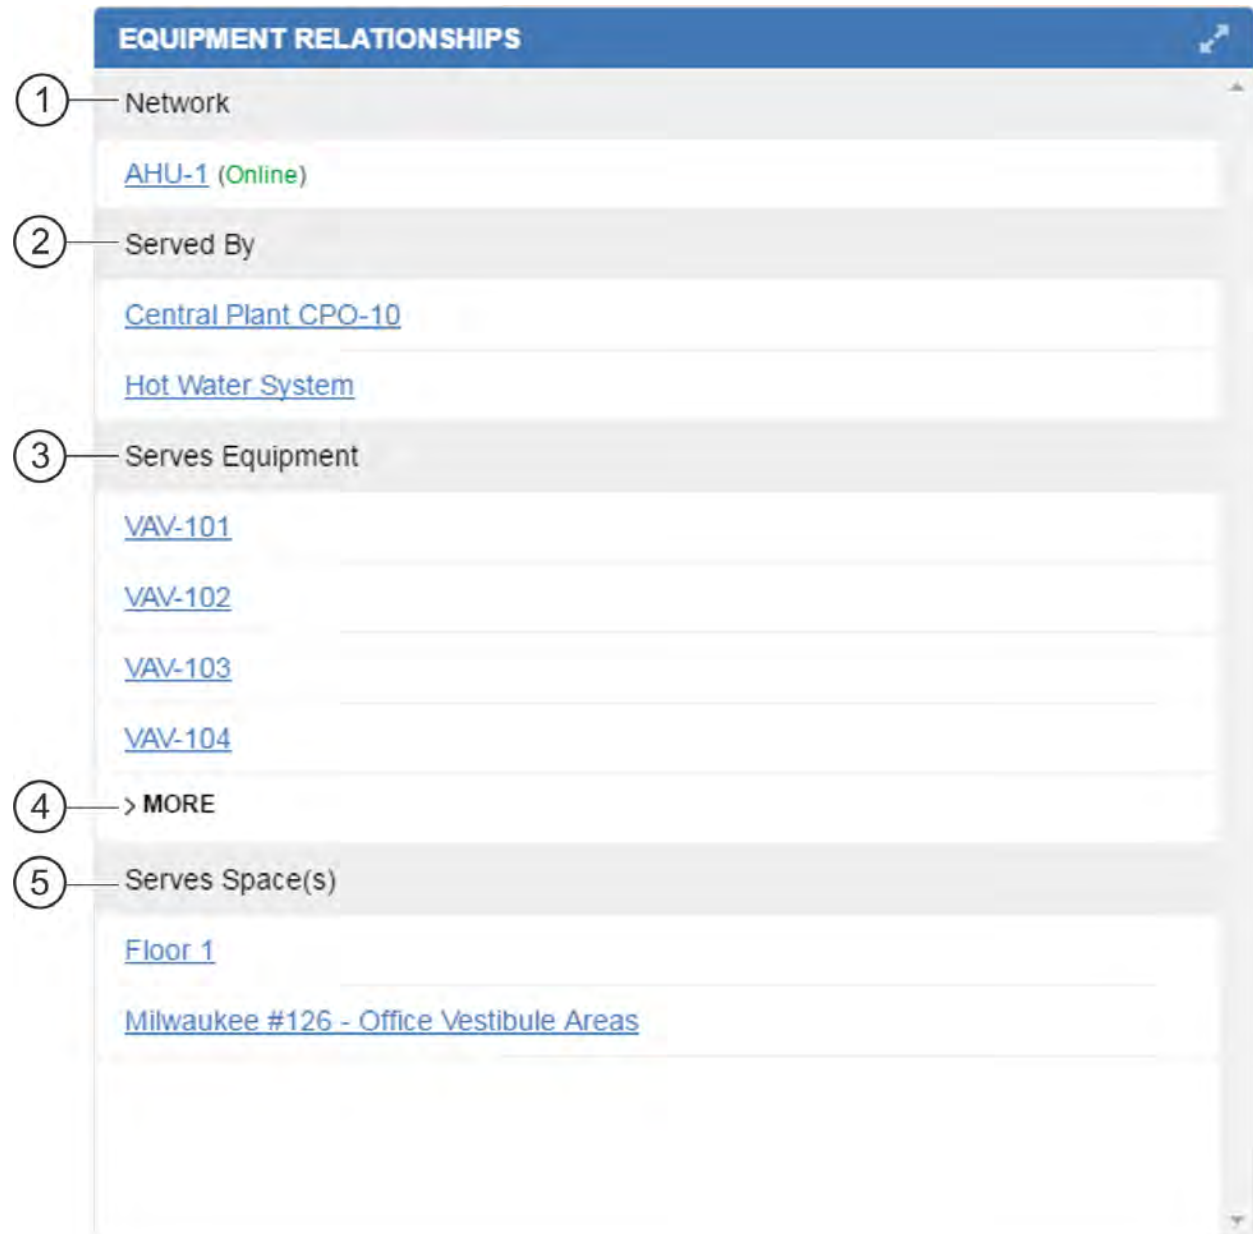 EQUIPMENT RELATIONSHIPS
1 Network
AHU-1 (Online)
2 Served By
Central Plant CPO-10
Hot Water System
3 Serves Equipment
VAV-101
VAV-102
VAV-103
VAV-104
4 > MORE
5 Serves Space(s)
Floor 1
Milwaukee #126 - Office Vestibule Areas